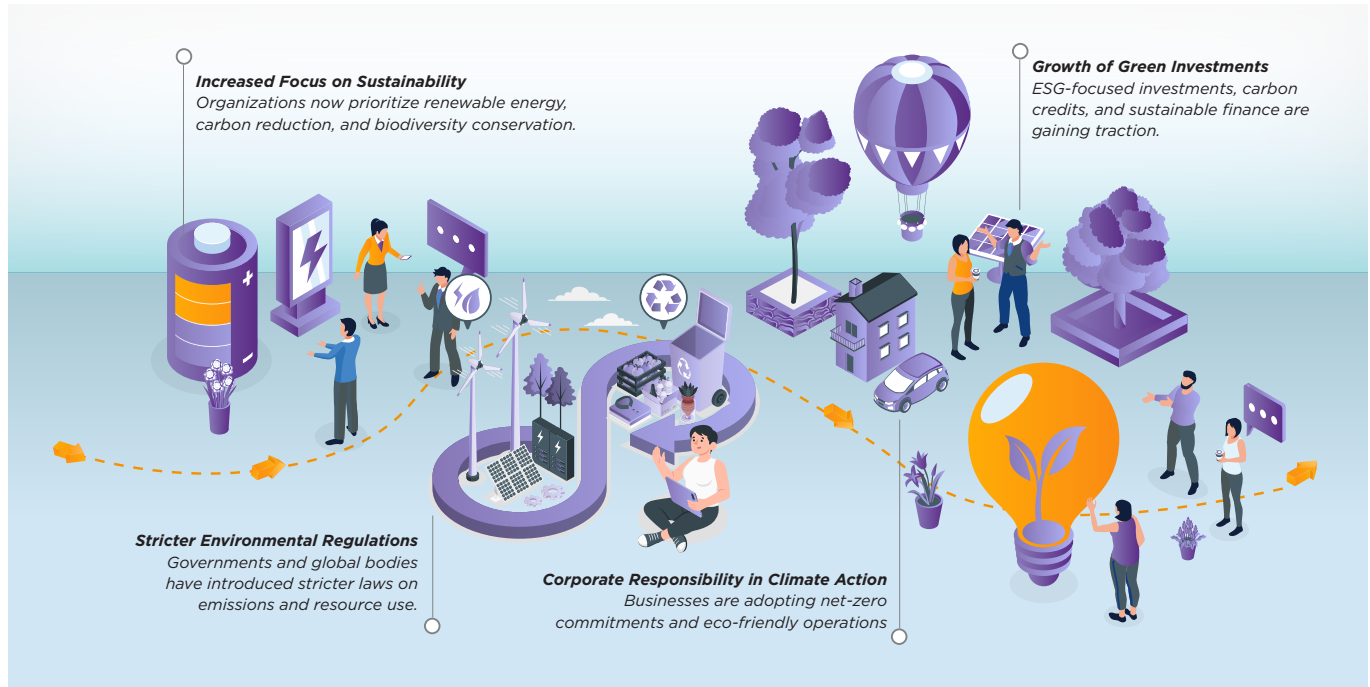 Increased Focus on Sustainability
Organizations now prioritize renewable energy,
carbon reduction, and biodiversity conservation.
Growth of Green Investments
ESG-focused investments, carbon
credits, and sustainable finance are
gaining traction.
Stricter Environmental Regulations
Governments and global bodies
have introduced stricter laws on
emissions and resource use.
Corporate Responsibility in Climate Action
Businesses are adopting net-zero
commitments and eco-friendly operations